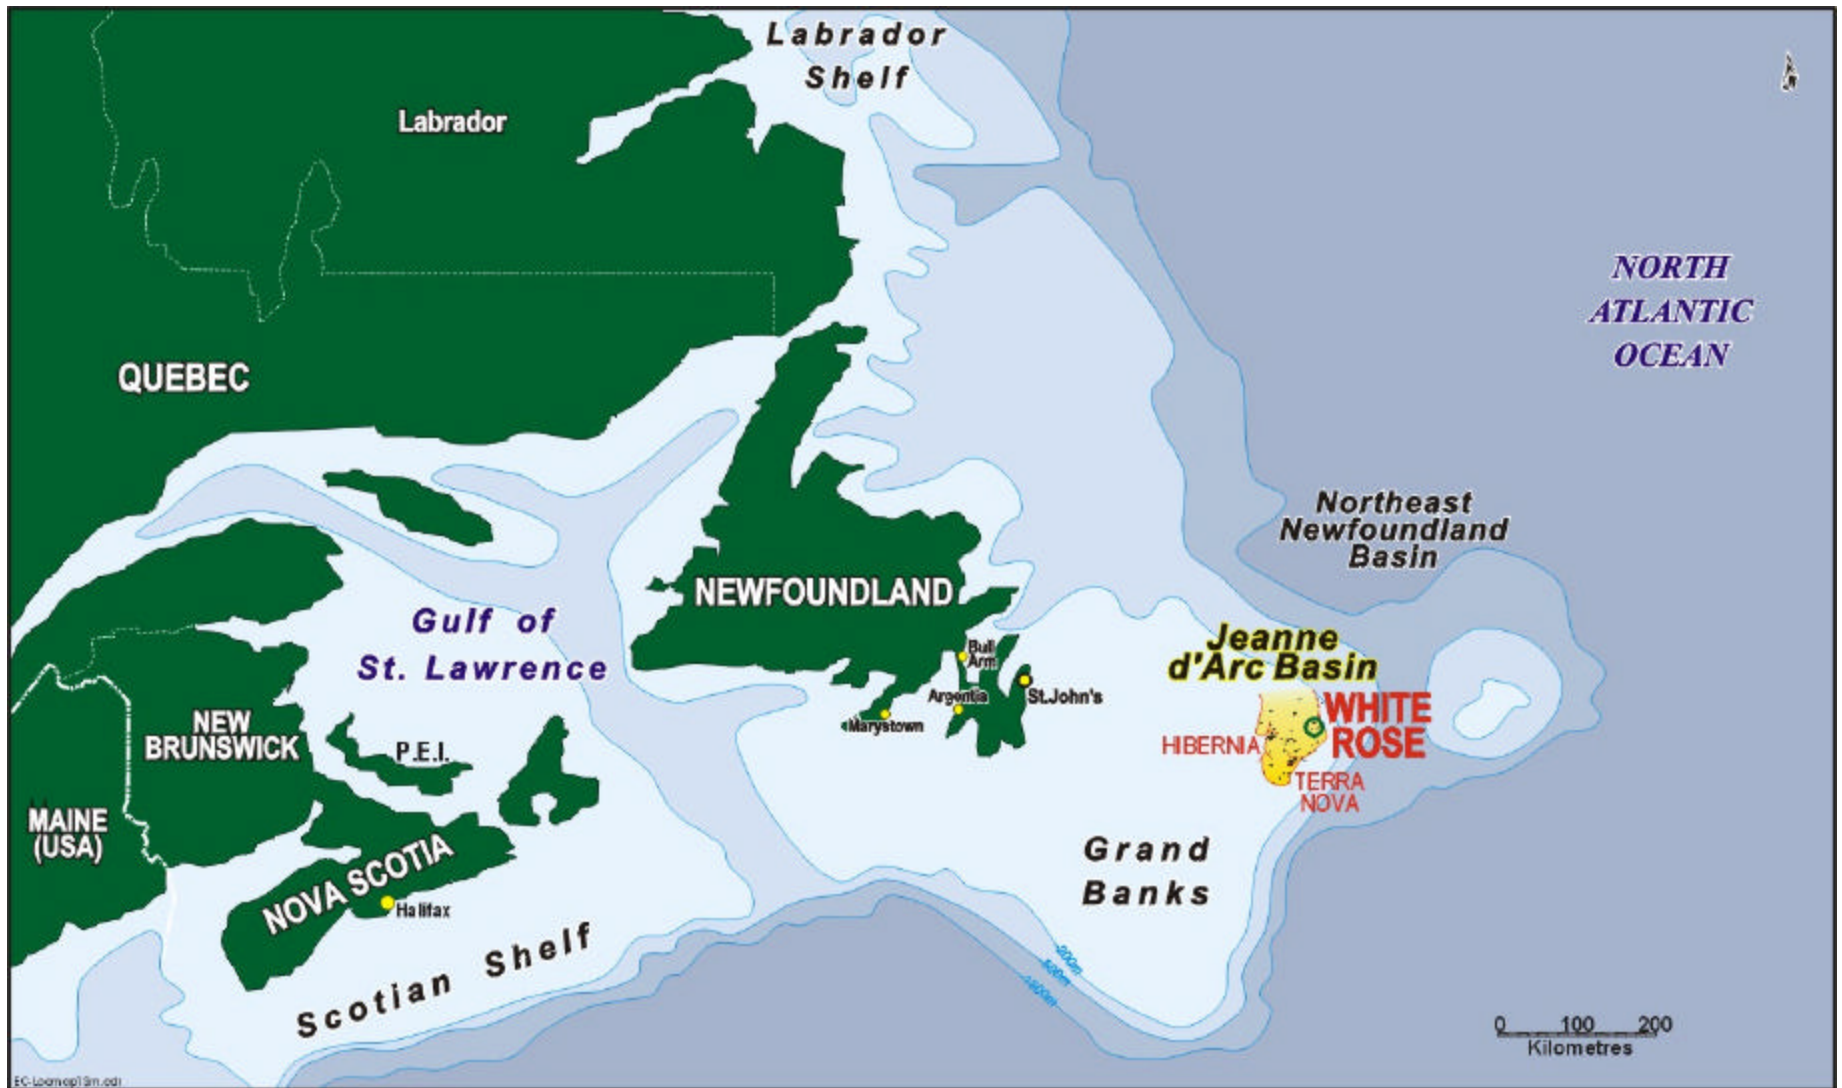 Labrador
Shelf
Labrador
NORTH
ATLANTIC
OCEAN
QUEBEC
Northeast
Newfoundland
Basin
NEWFOUNDLAND
Gulf of
St. Lawrence
Bull
Arm
Argentia
St.John's
Marystown
Jeanne
d'Arc Basin
WHITE
ROSE
HIBERNIA
TERRA
NOVA
NEW
BRUNSWICK
P.E.I.
MAINE
(USA)
NOVA SCOTIA
Halifax
Grand
Banks
Scotian Shelf
200m
500m
0 100 200
Kilometres